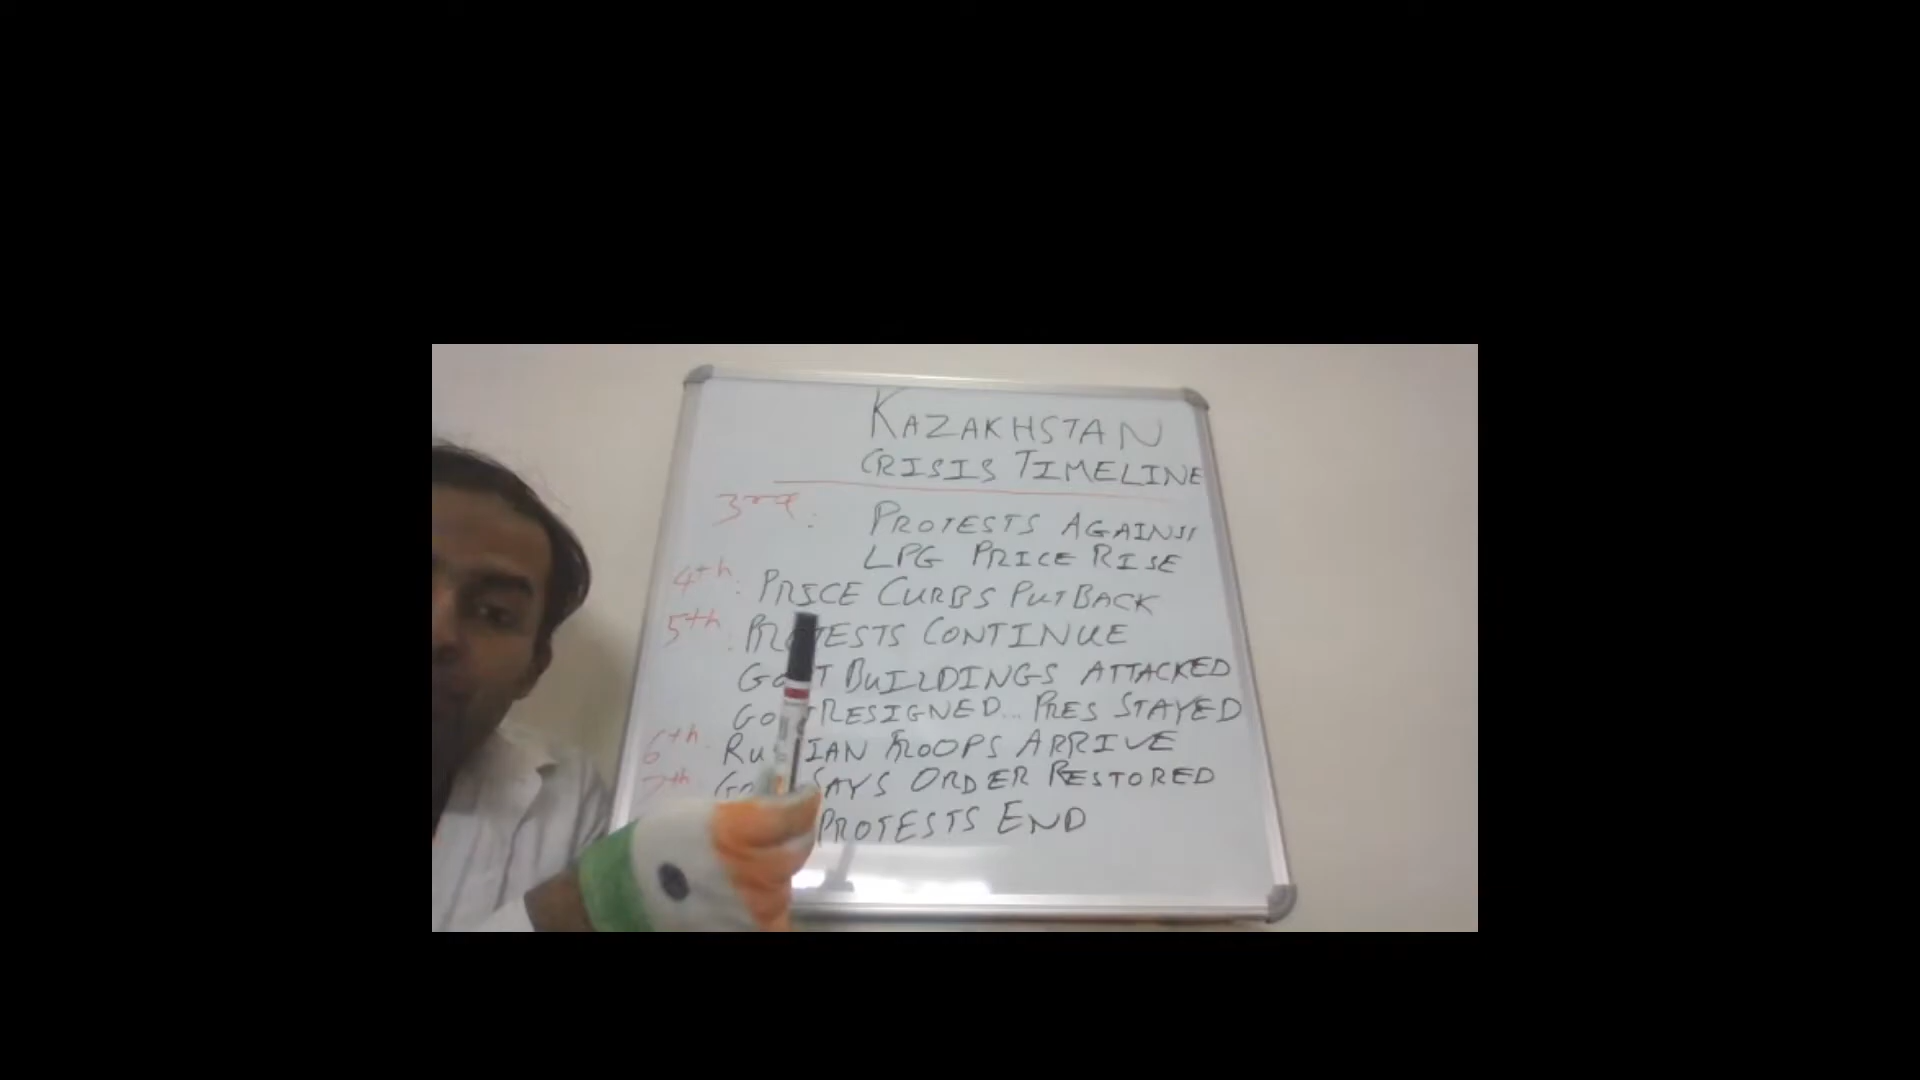 KAZAKHSTAN
CRISIS TIMELINE
3rd: PROTESTS AGAINST
LPG PRICE RISE
4th: PRICE CURBS PUT BACK
5th: PROTESTS CONTINUE
BUILDINGS ATTACKED
RESIGNED... PRES STAYED
6th. TROOPS ARRIVE
7th SAYS ORDER RESTORED
PROTESTS END